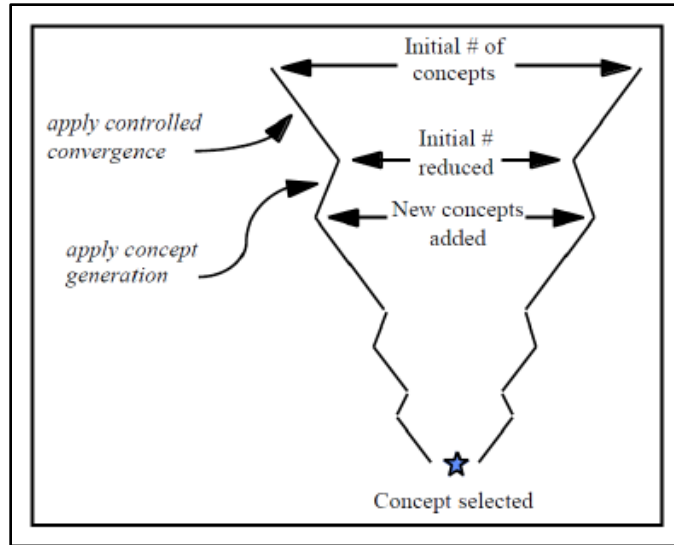 Initial # of
concepts
apply controlled
convergence
Initial #
reduced
New concepts
added
apply concept
generation
Concept selected